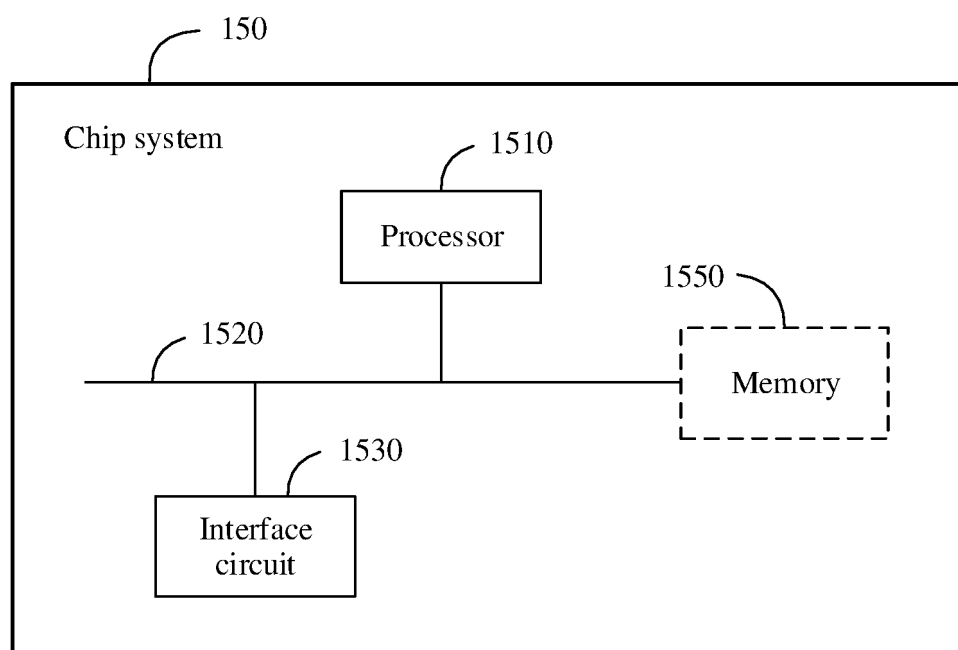 150
Chip system
1510
Processor
1550
1520
Memory
1530
Interface
circuit